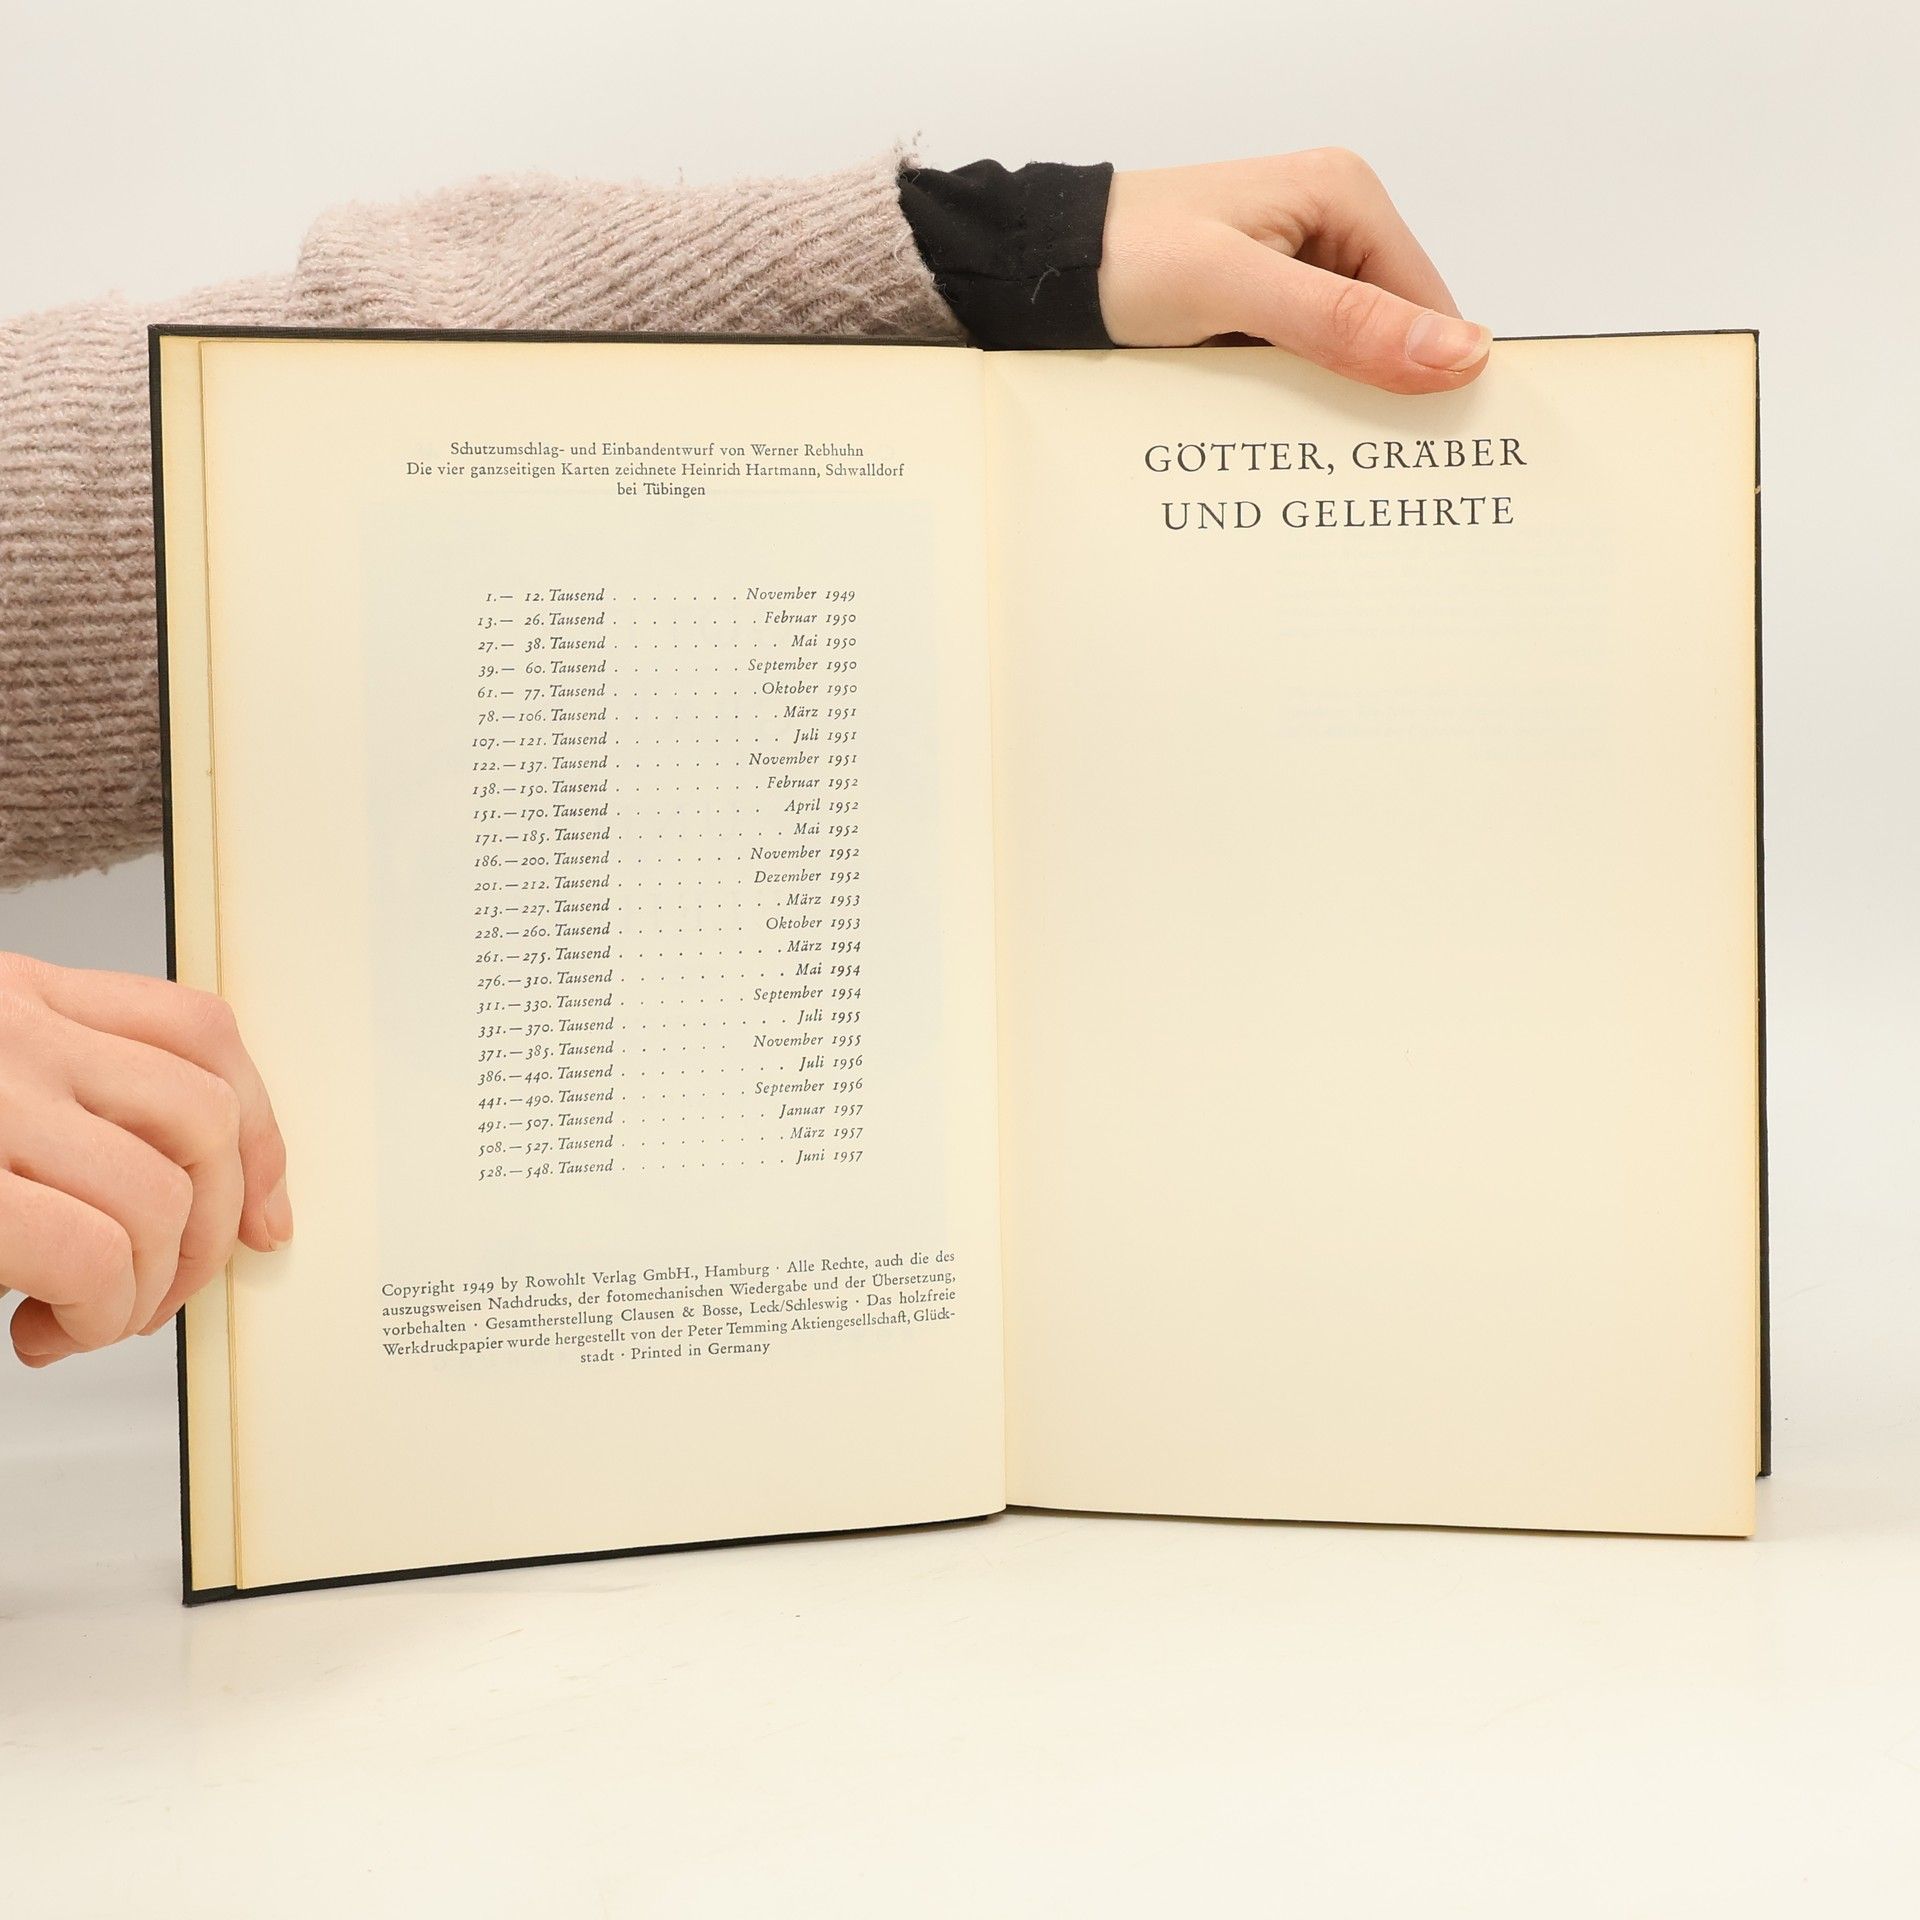 Schutzumschlag- und Einbandentwurf von Werner Rebhuhn
Die vier ganzseitigen Karten zeichnete Heinrich Hartmann, Schwalldorf
bei Tübingen
1.— 12. Tausend . . . . . . . November 1949
13.— 26. Tausend . . . . . . . . Februar 1950
27.— 38. Tausend . . . . . . . . . Mai 1950
39.— 60. Tausend . . . . . . . September 1950
61.— 77. Tausend . . . . . . . . Oktober 1950
78.—106. Tausend . . . . . . . . . März 1951
107.—121. Tausend . . . . . . . . . Juli 1951
122.—137. Tausend . . . . . . . November 1951
138.—150. Tausend . . . . . . . . Februar 1952
151.—170. Tausend . . . . . . . . April 1952
171.—185. Tausend . . . . . . . . . Mai 1952
186.—200. Tausend . . . . . . . November 1952
201.—212. Tausend . . . . . . . Dezember 1952
213.—227. Tausend . . . . . . . . . März 1953
228.—260. Tausend . . . . . . . Oktober 1953
261.—275. Tausend . . . . . . . . . März 1954
276.—310. Tausend . . . . . . . . . Mai 1954
311.—330. Tausend . . . . . . . September 1954
331.—370. Tausend . . . . . . . . . Juli 1955
371.—385. Tausend . . . . . . November 1955
386.—440. Tausend . . . . . . . . . Juli 1956
441.—490. Tausend . . . . . . . September 1956
491.—507. Tausend . . . . . . . . Januar 1957
508.—527. Tausend . . . . . . . . . März 1957
528.—548. Tausend . . . . . . . . . Juni 1957
Copyright 1949 by Rowohlt Verlag GmbH., Hamburg · Alle Rechte, auch die des
auszugsweisen Nachdrucks, der fotomechanischen Wiedergabe und der Übersetzung,
vorbehalten · Gesamtherstellung Clausen & Bosse, Leck/Schleswig · Das holzfreie
Werkdruckpapier wurde hergestellt von der Peter Temming Aktiengesellschaft, Glück-
stadt · Printed in Germany
GÖTTER, GRÄBER
UND GELEHRTE